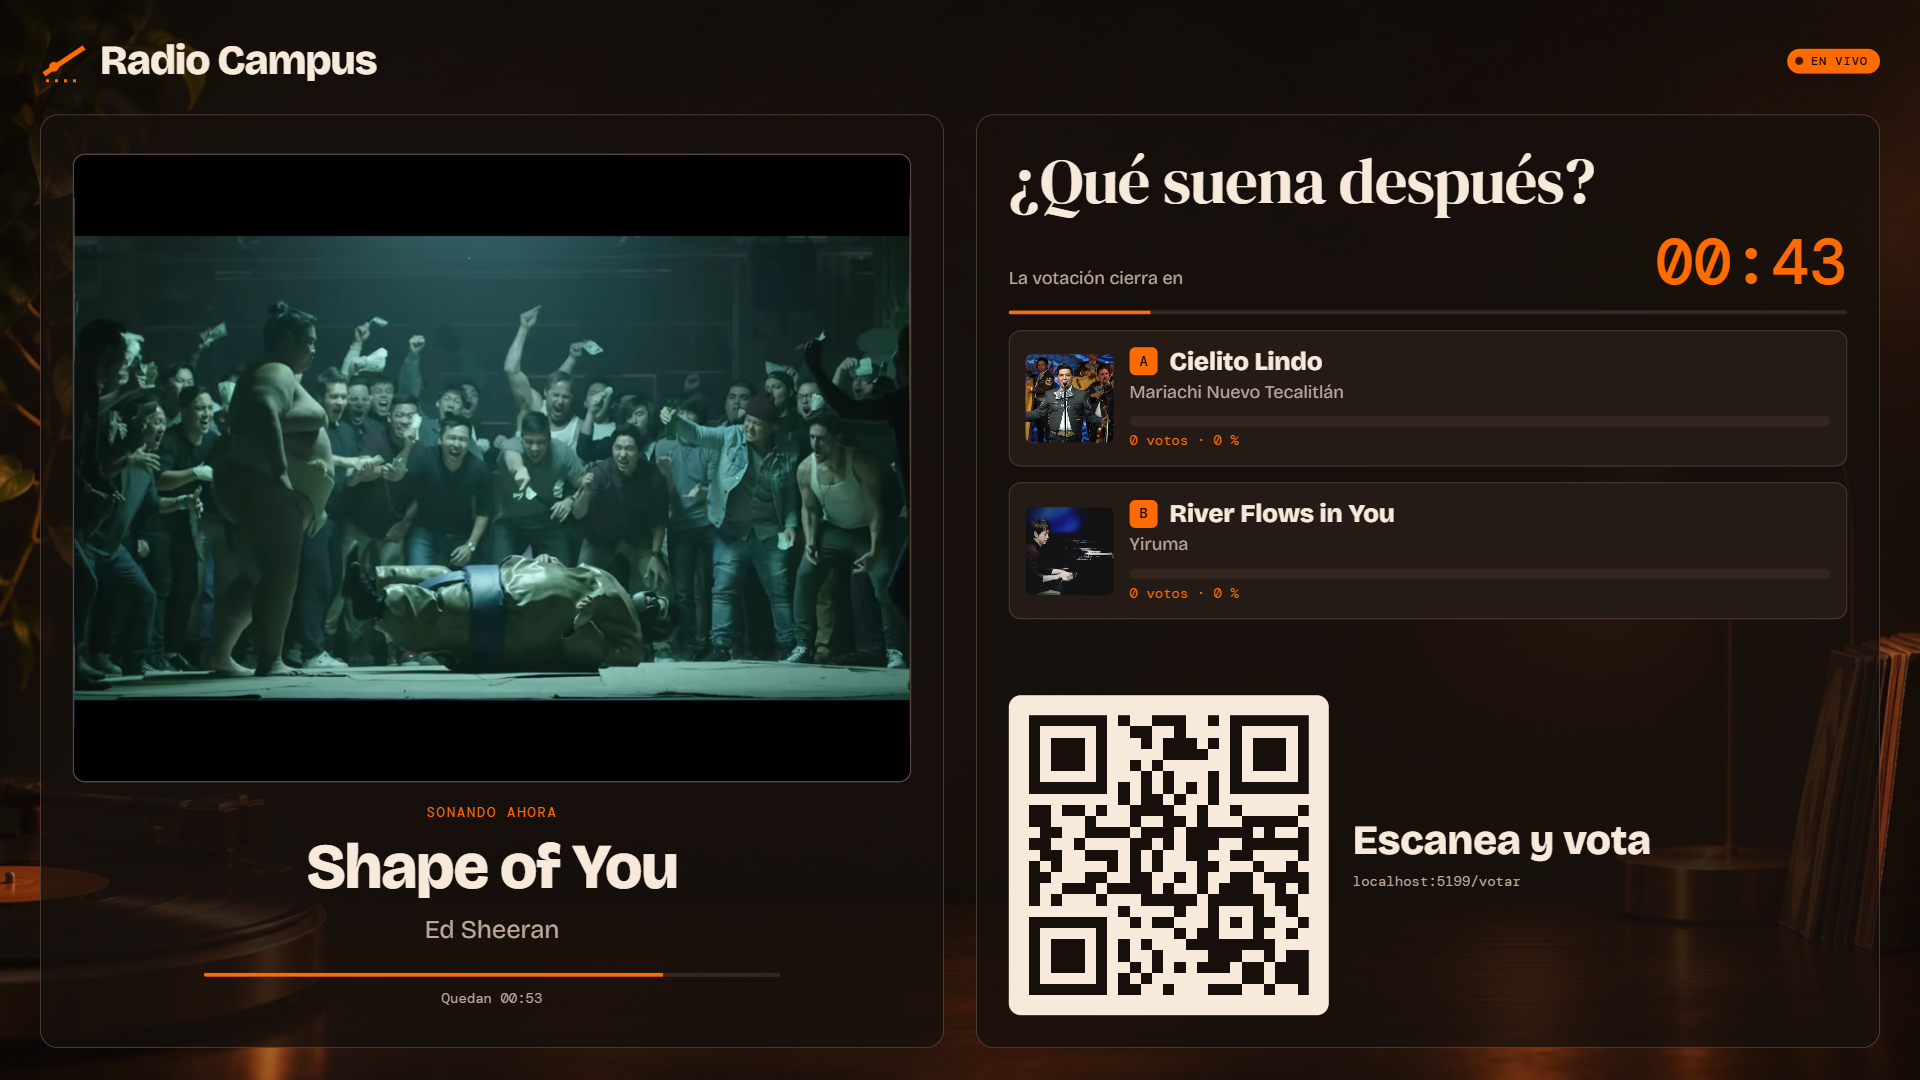 Radio Campus
EN VIVO
SONANDO AHORA
Shape of You
Ed Sheeran
Quedan 00:53
¿Qué suena después?
La votación cierra en
00:43
A Cielito Lindo
Mariachi Nuevo Tecalitlán
0 votos · 0 %
B River Flows in You
Yiruma
0 votos · 0 %
Escanea y vota
localhost:5199/votar